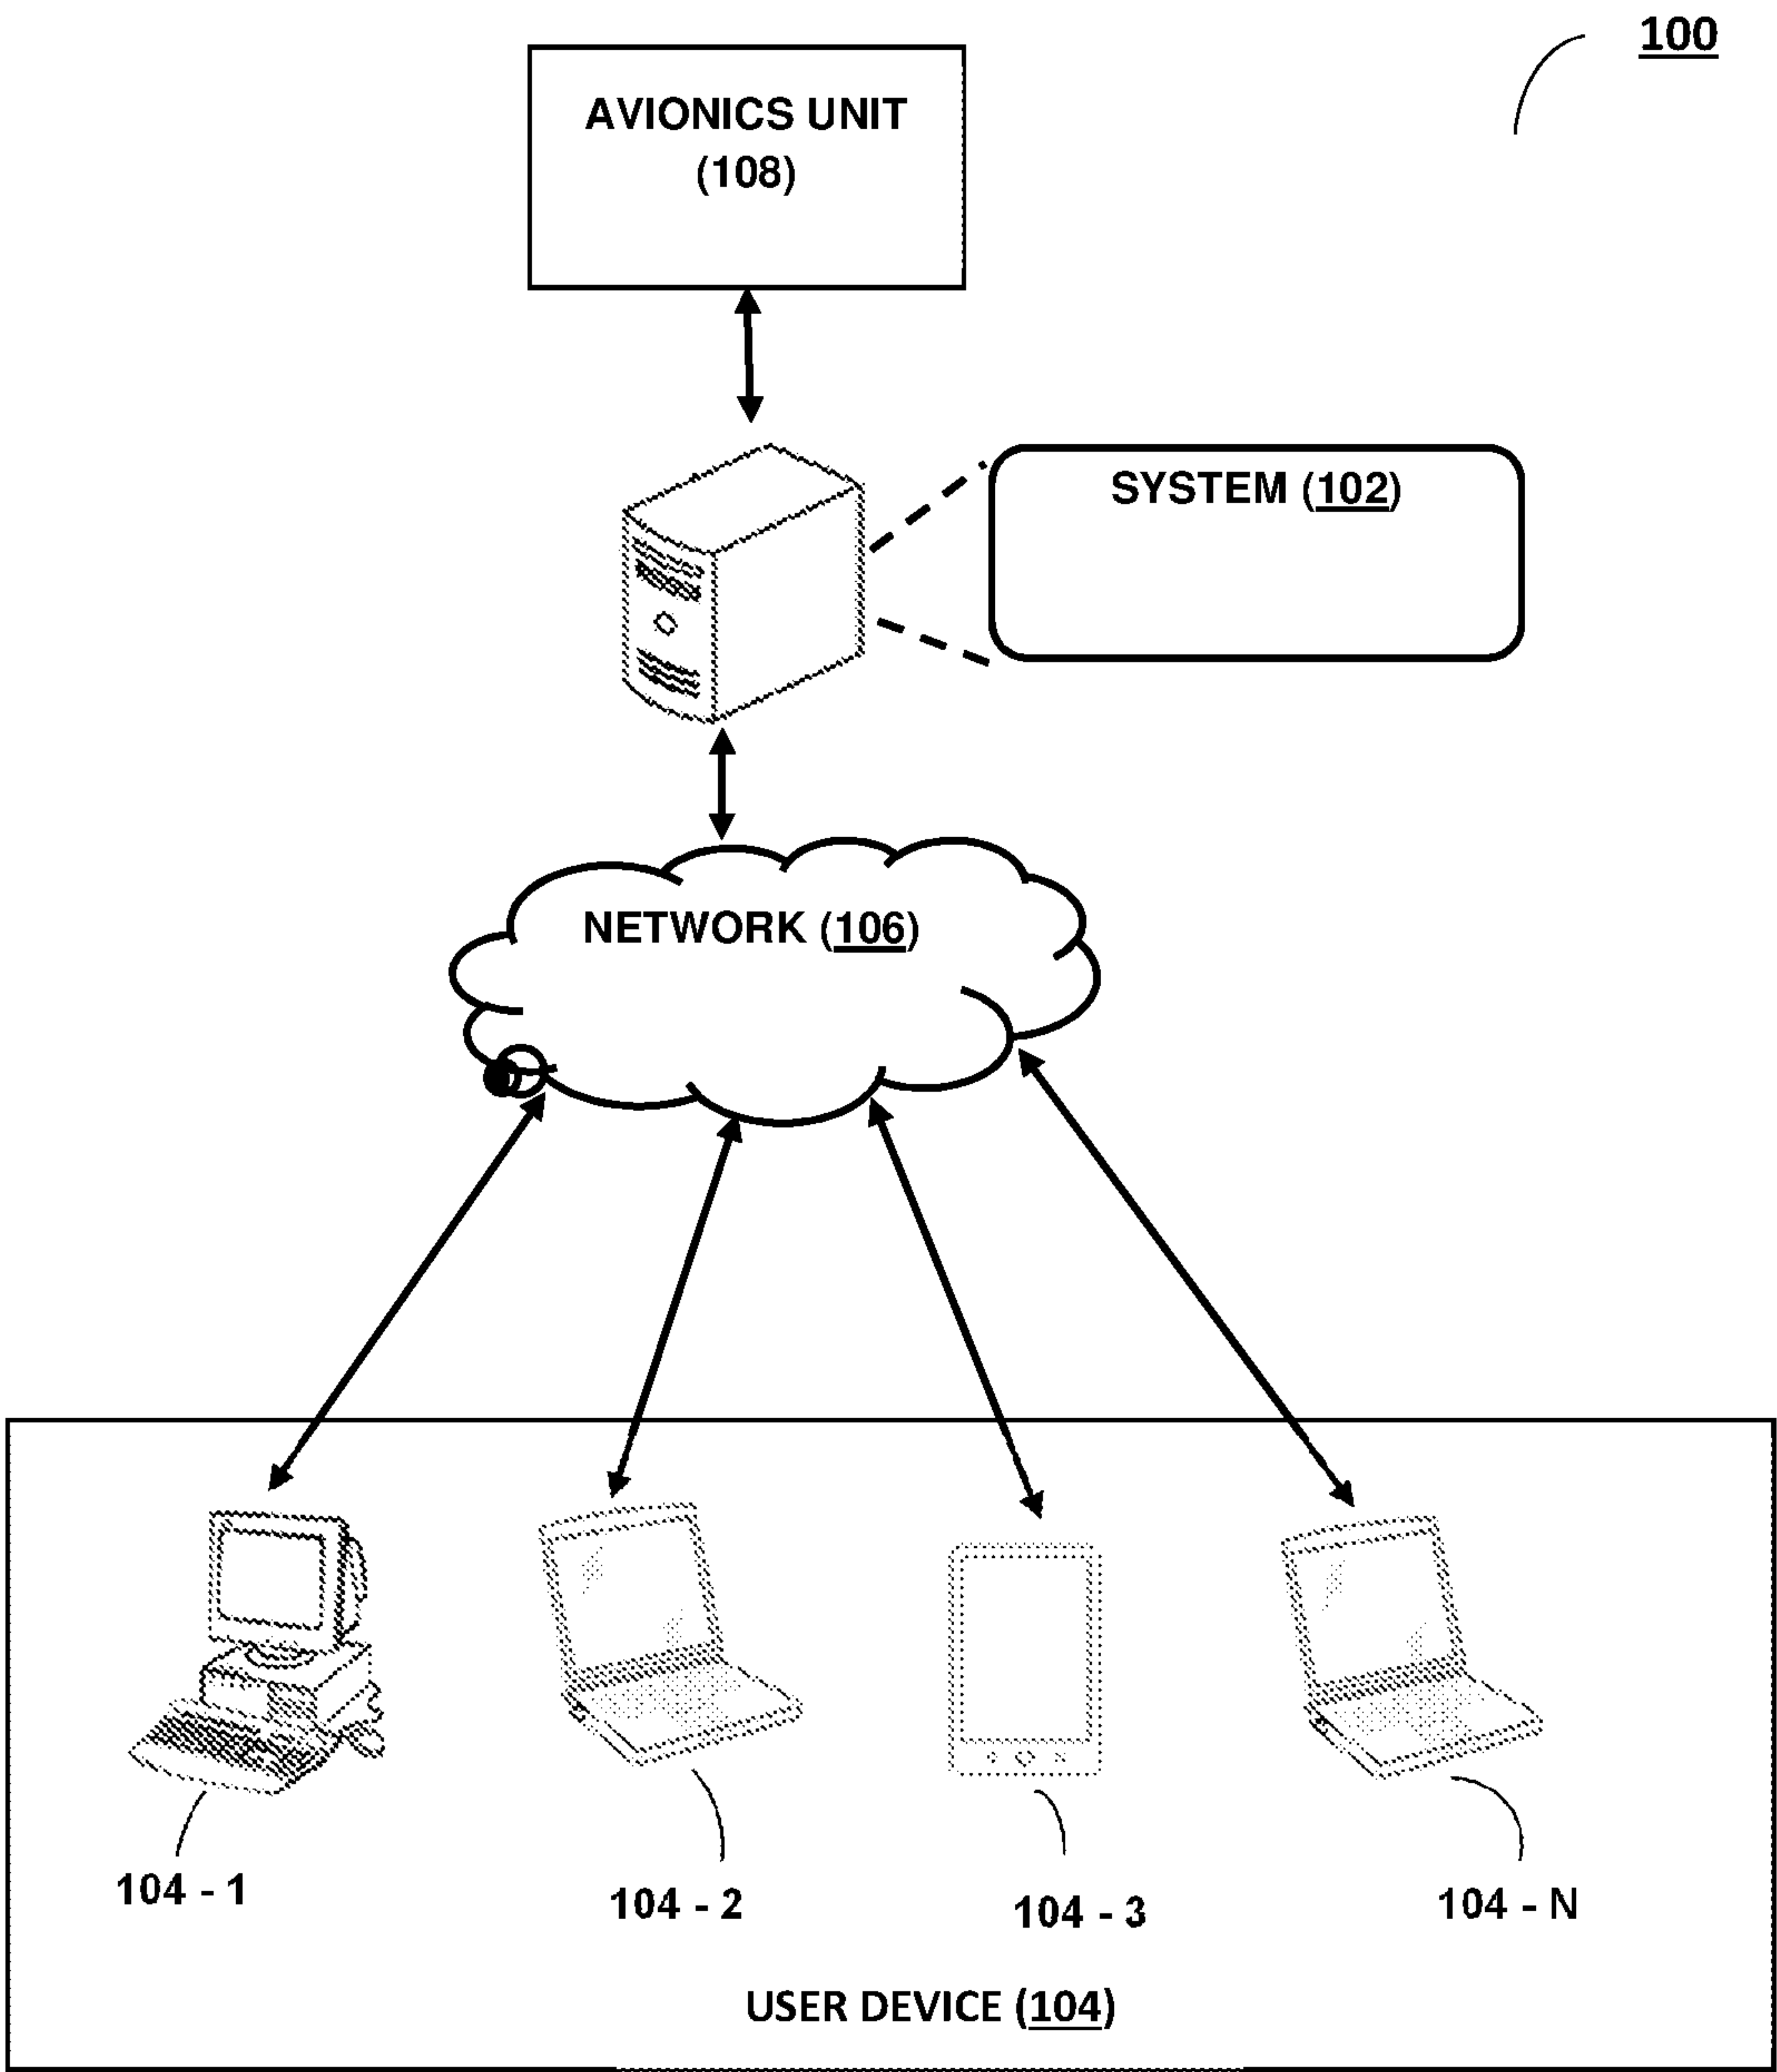 100
AVIONICS UNIT
(108)
SYSTEM (102)
NETWORK (106)
104 - 1
104 - 2
104 - 3
104 - N
USER DEVICE (104)